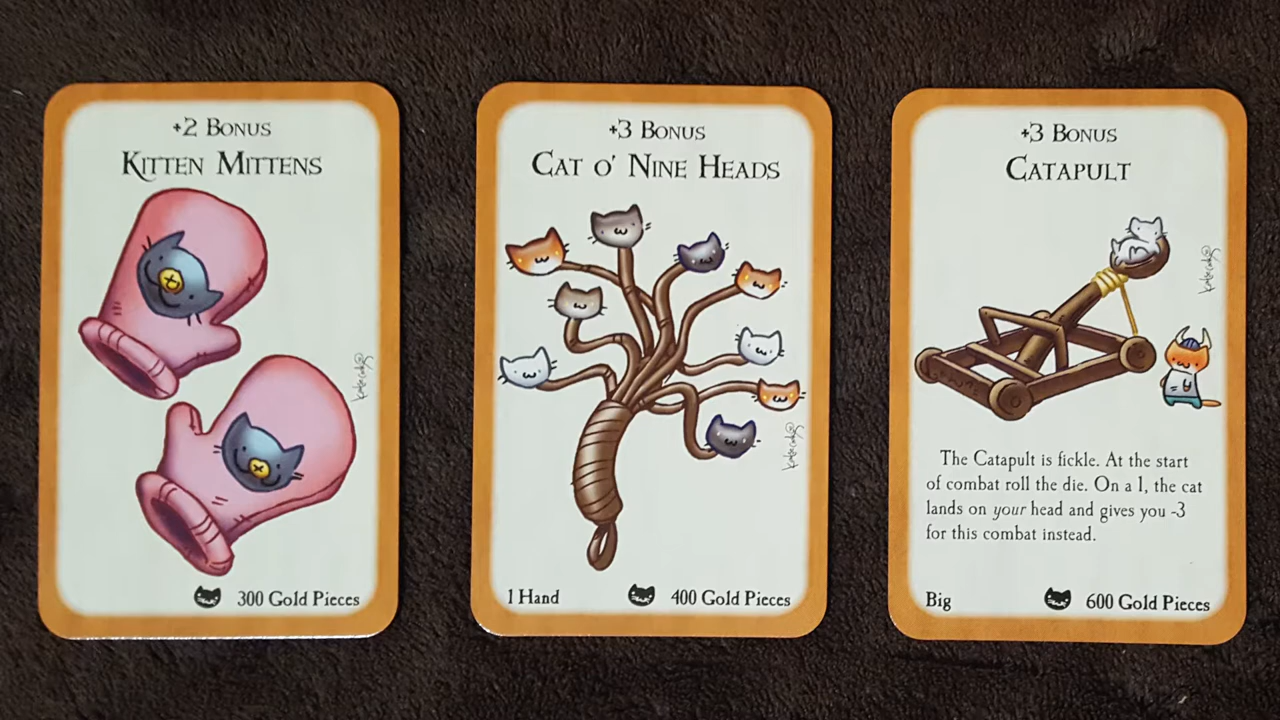 +2 Bonus
Kitten Mittens
300 Gold Pieces
+3 Bonus
Cat o' Nine Heads
1 Hand
400 Gold Pieces
+3 Bonus
Catapult
The Catapult is fickle. At the start
of combat roll the die. On a 1, the cat
lands on your head and gives you -3
for this combat instead.
Big
600 Gold Pieces